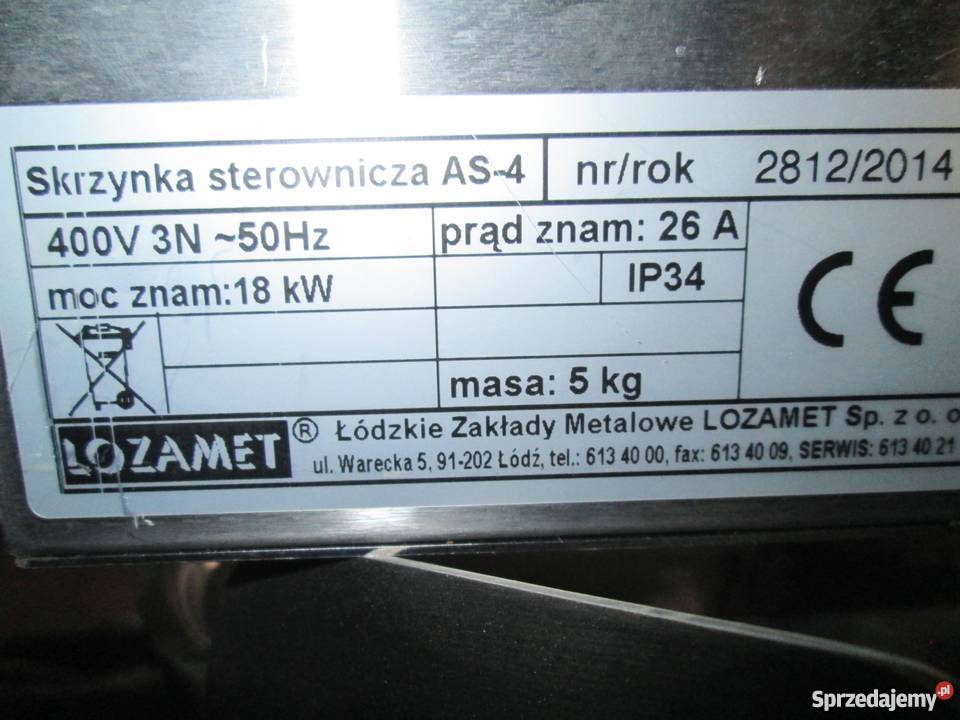 Skrzynka sterownicza AS-4 nr/rok 2812/2014
400V 3N ~50Hz prąd znam: 26 A
moc znam:18 kW IP34
CE
masa: 5 kg
LOZAMET ® Łódzkie Zakłady Metalowe LOZAMET Sp. z o. o
ul. Warecka 5, 91-202 Łódź, tel.: 613 40 00, fax: 613 40 09, SERWIS: 613 40 21
Sprzedajemy.pl